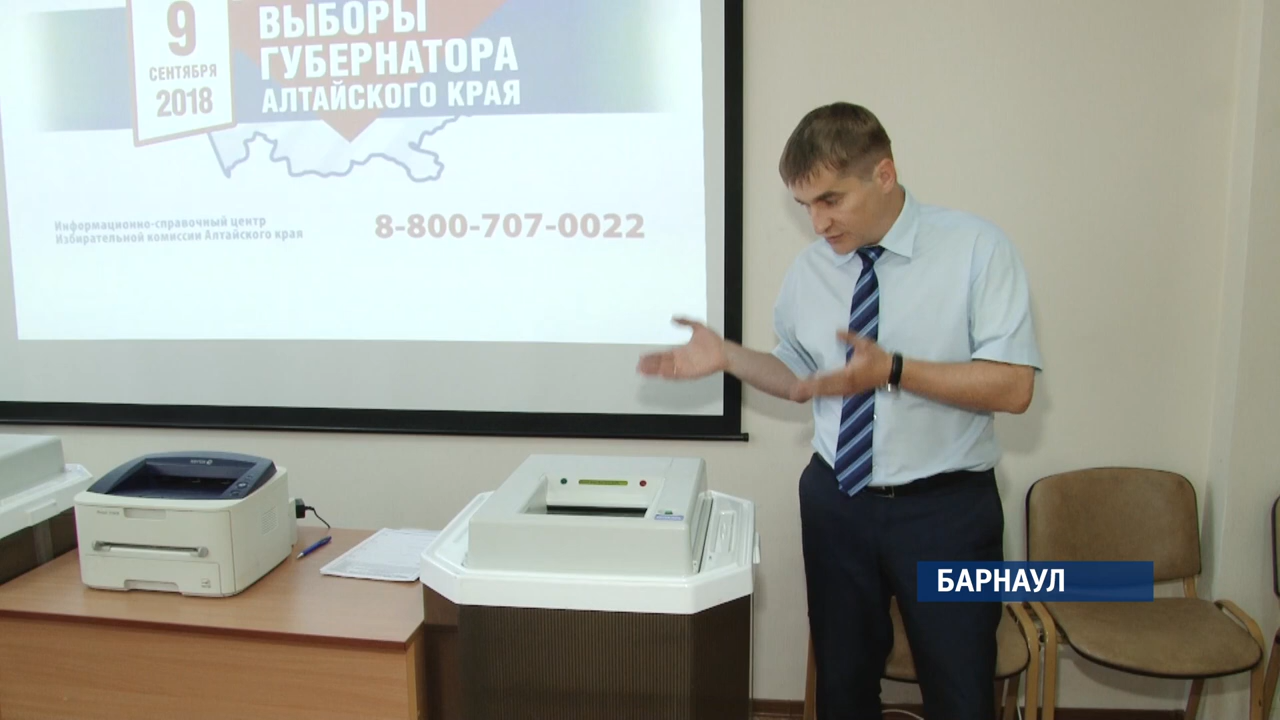 9
СЕНТЯБРЯ
2018
ВЫБОРЫ
ГУБЕРНАТОРА
АЛТАЙСКОГО КРАЯ
Информационно-справочный центр
Избирательной комиссии Алтайского края
8-800-707-0022
БАРНАУЛ